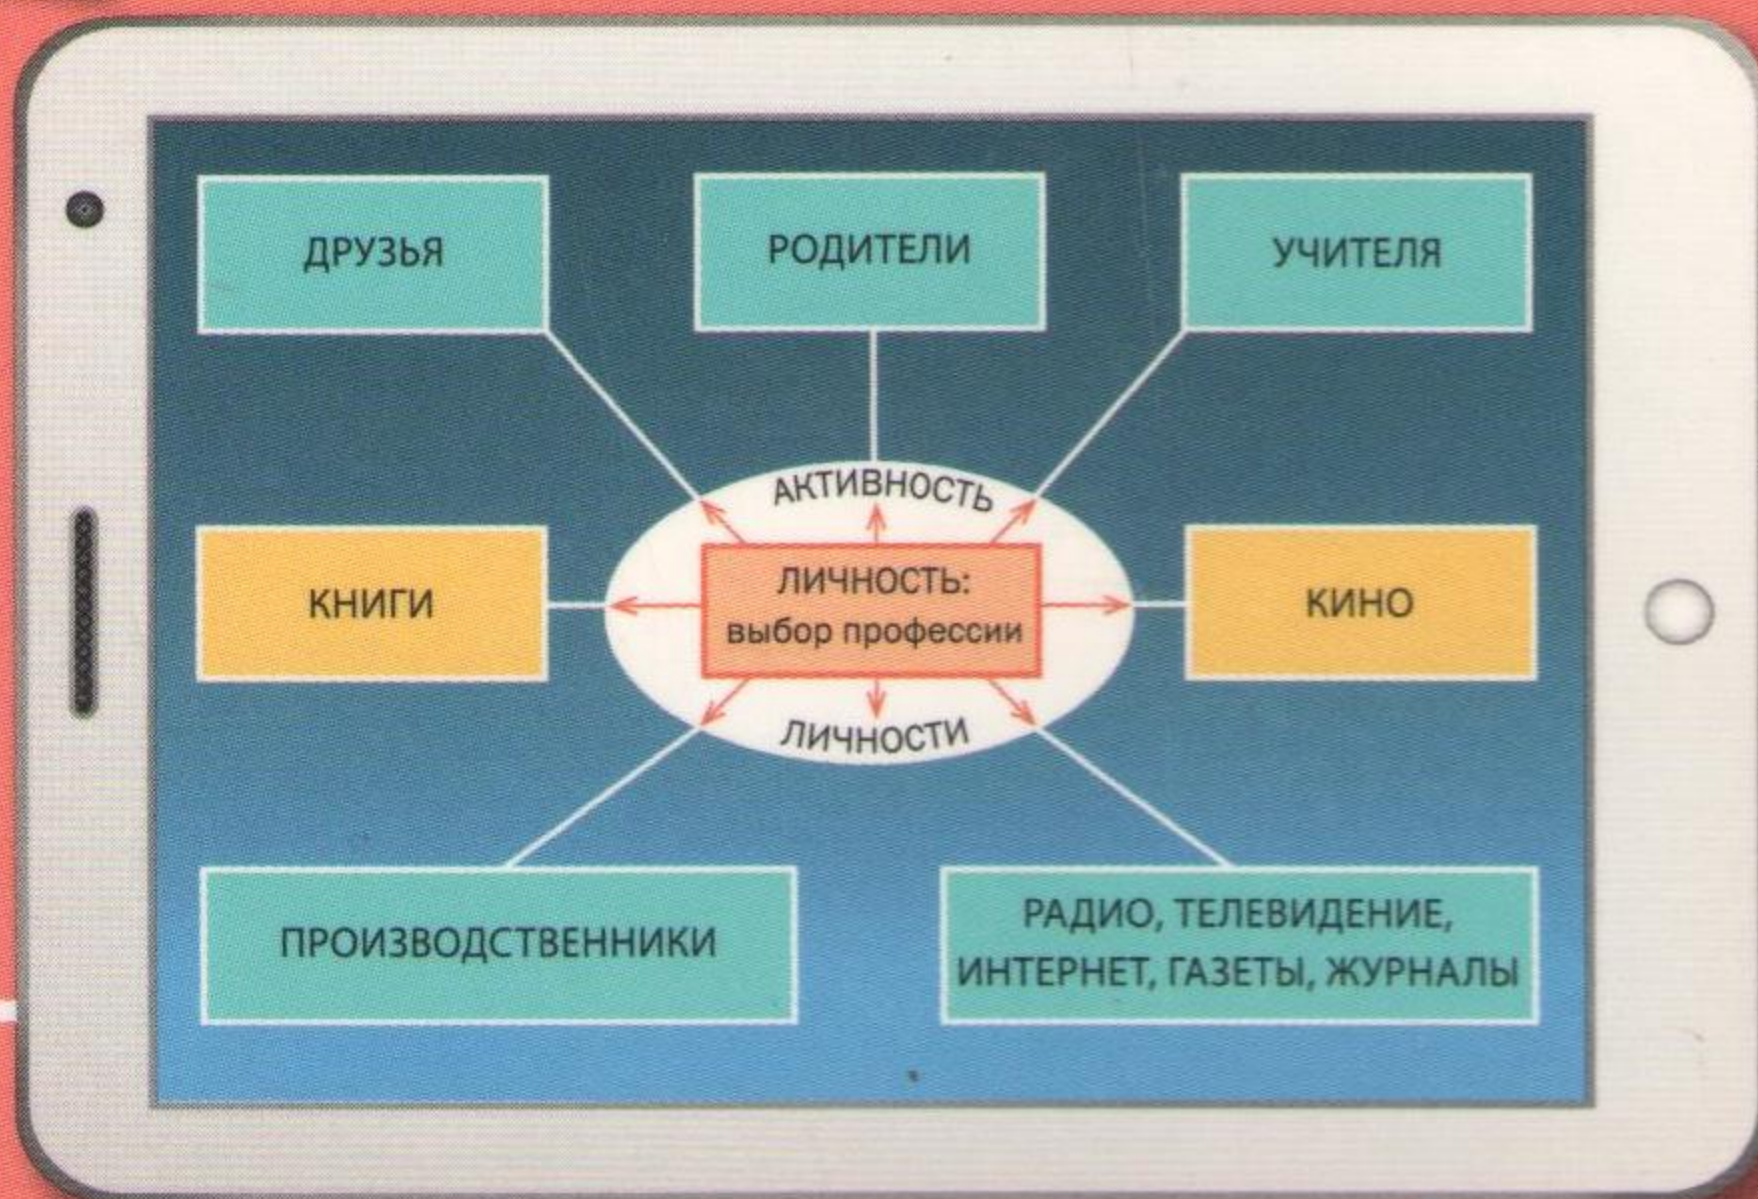 ДРУЗЬЯ
РОДИТЕЛИ
УЧИТЕЛЯ
АКТИВНОСТЬ
КНИГИ
ЛИЧНОСТЬ:
выбор профессии
КИНО
ЛИЧНОСТИ
ПРОИЗВОДСТВЕННИКИ
РАДИО, ТЕЛЕВИДЕНИЕ,
ИНТЕРНЕТ, ГАЗЕТЫ, ЖУРНАЛЫ